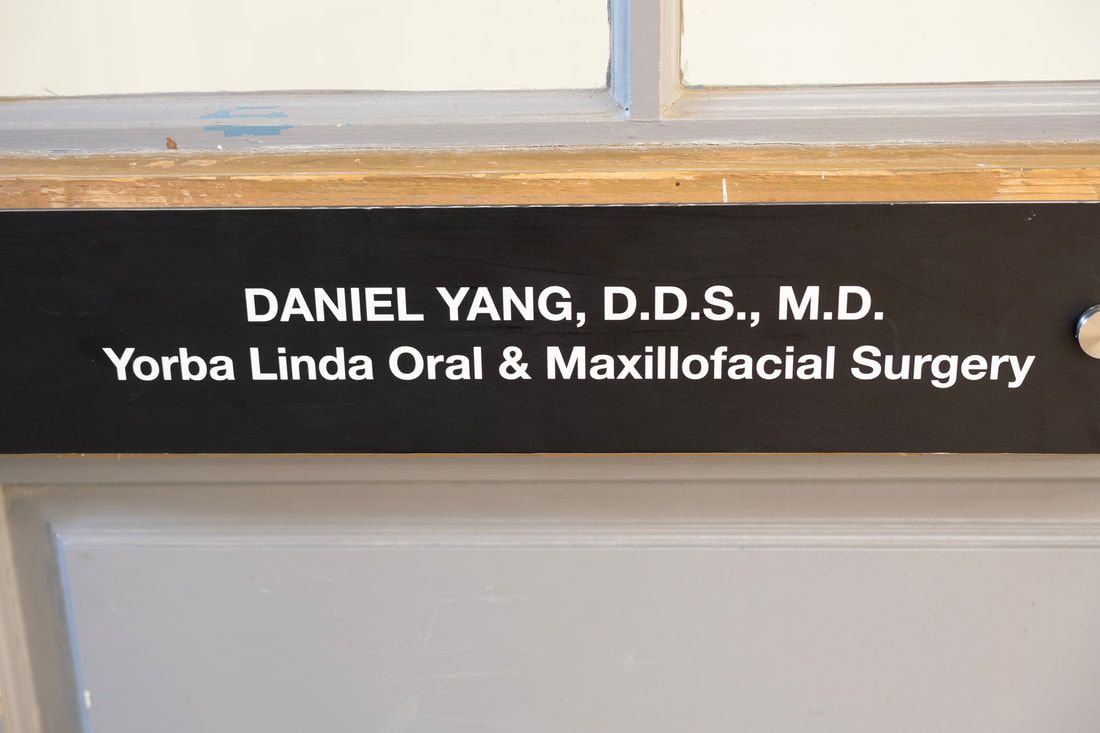 DANIEL YANG, D.D.S., M.D.
Yorba Linda Oral & Maxillofacial Surgery